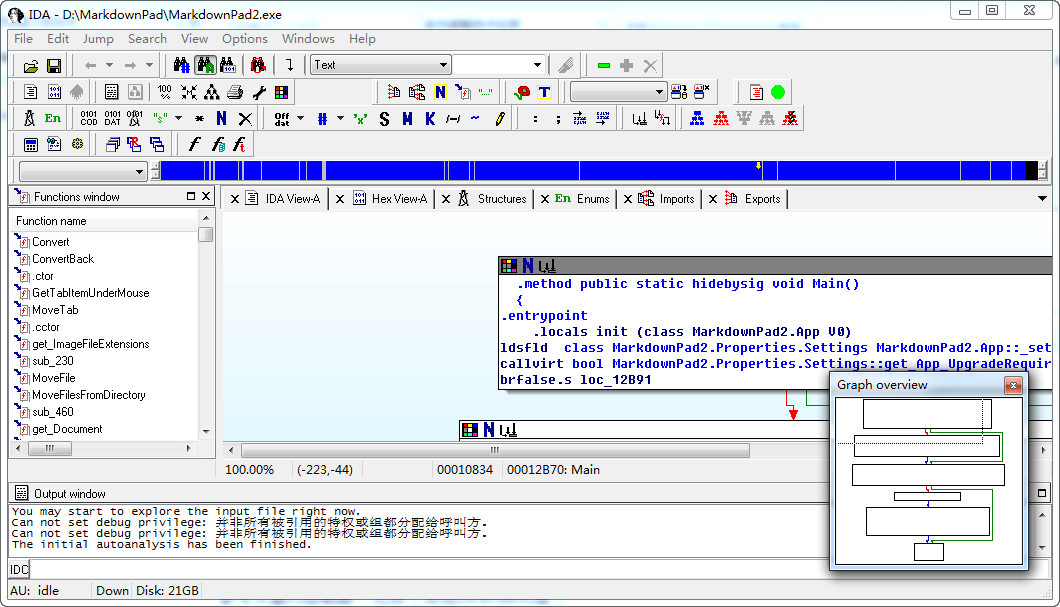 IDA - D:\MarkdownPad\MarkdownPad2.exe
File Edit Jump Search View Options Windows Help
Text
Functions window
IDA View-A
Hex View-A
Structures
Enums
Imports
Exports
Function name
Convert
ConvertBack
.ctor
GetTabItemUnderMouse
MoveTab
.cctor
get_ImageFileExtensions
sub_230
MoveFile
MoveFilesFromDirectory
sub_460
get_Document
.method public static hidebysig void Main()
{
.entrypoint
.locals init (class MarkdownPad2.App V0)
ldsfld class MarkdownPad2.Properties.Settings MarkdownPad2.App::_set
callvirt bool MarkdownPad2.Properties.Settings::get_App_UpgradeRequir
brfalse.s loc_12B91
Graph overview
100.00% (-223,-44) 00010834 00012B70: Main
Output window
You may start to explore the input file right now.
Can not set debug privilege: 并非所有被引用的特权或组都分配给呼叫方.
Can not set debug privilege: 并非所有被引用的特权或组都分配给呼叫方.
The initial autoanalysis has been finished.
IDC
AU: idle Down Disk: 21GB